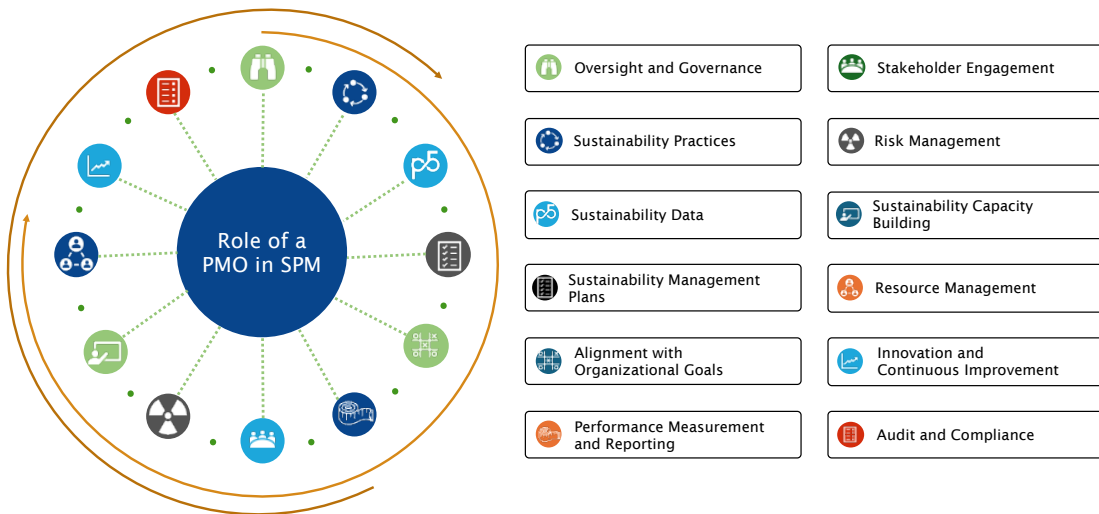 Role of a
PMO in SPM
p5
Oversight and Governance
Sustainability Practices
p5
Sustainability Data
Sustainability Management
Plans
Alignment with
Organizational Goals
Performance Measurement
and Reporting
Stakeholder Engagement
Risk Management
Sustainability Capacity
Building
Resource Management
Innovation and
Continuous Improvement
Audit and Compliance